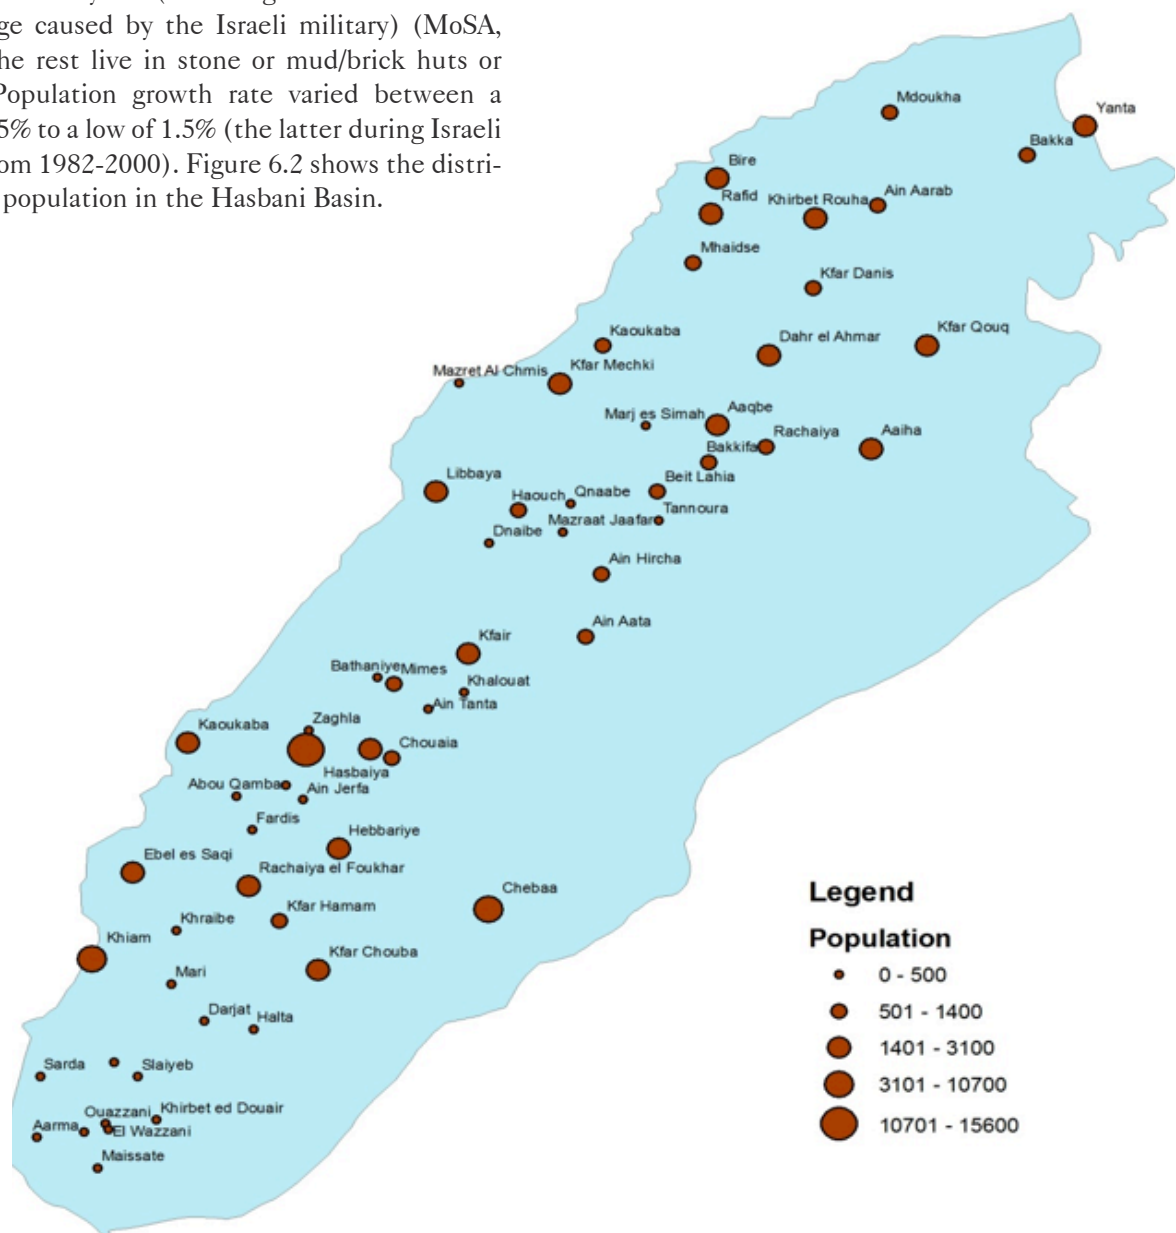 ge caused by the Israeli military) (MoSA,
he rest live in stone or mud/brick huts or
Population growth rate varied between a
5% to a low of 1.5% (the latter during Israeli
om 1982-2000). Figure 6.2 shows the distri-
population in the Hasbani Basin.
Mdoukha
Yanta
Bakka
Bire
Rafid
Khirbet Rouha
Ain Aarab
Mhaidse
Kfar Danis
Kaoukaba
Dahr el Ahmar
Kfar Qouq
Mazret Al Chmis
Kfar Mechki
Marj es Simah
Aaqbe
Rachaiya
Aaiha
Bakkifa
Libbaya
Beit Lahia
Haouch
Qnaabe
Tannoura
Mazraat Jaafar
Dnaibe
Ain Hircha
Ain Aata
Kfair
Bathaniye
Mimes
Khalouat
Ain Tanta
Kaoukaba
Zaghla
Chouaia
Hasbaiya
Abou Qamba
Ain Jerfa
Fardis
Hebbariye
Ebel es Saqi
Rachaiya el Foukhar
Chebaa
Kfar Hamam
Khraibe
Khiam
Kfar Chouba
Mari
Darjat
Halta
Sarda
Slaiyeb
Ouazzani
Khirbet ed Douair
Aarma
El Wazzani
Maissate
Legend
Population
0 - 500
501 - 1400
1401 - 3100
3101 - 10700
10701 - 15600